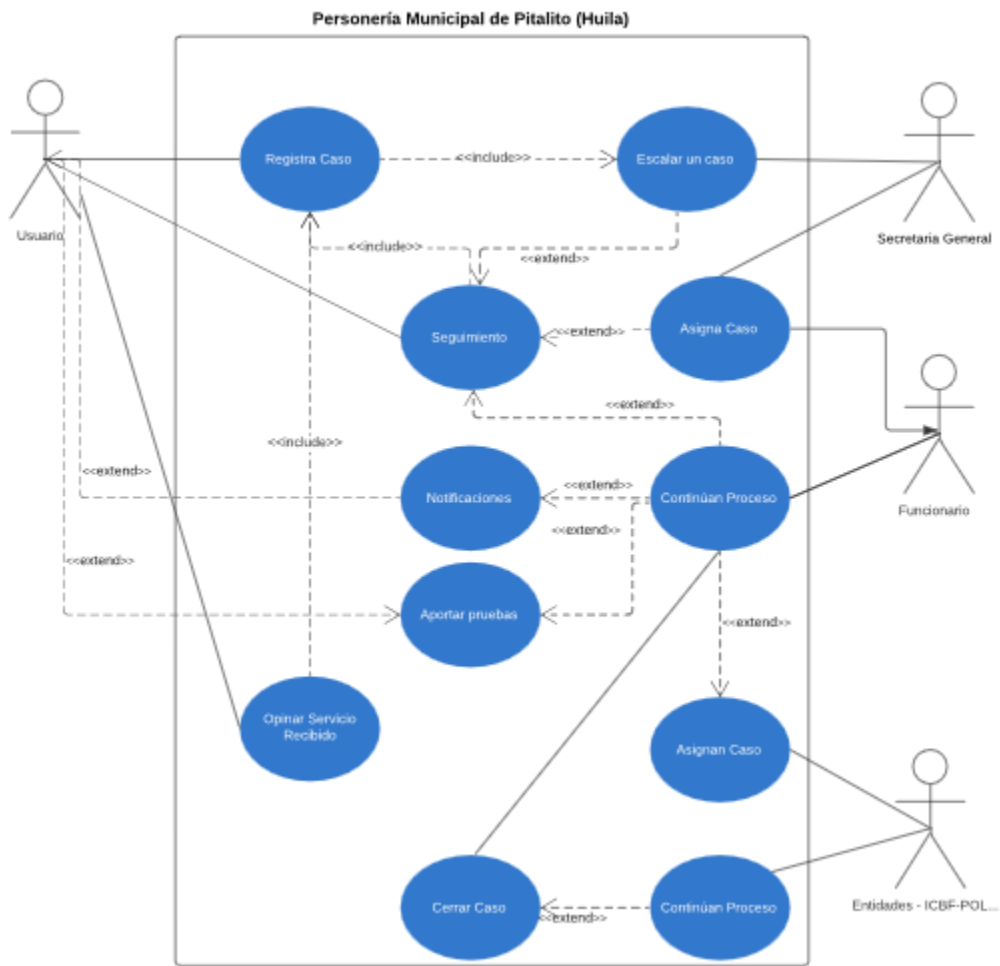 Personería Municipal de Pitalito (Huila)
Registra Caso
<<include>>
Escalar un caso
Usuario
Secretaria General
<<include>>
<<extend>>
Seguimiento
<<extend>>
Asigna Caso
<<extend>>
<<include>>
<<extend>>
Notificaciones
<<extend>>
Continúan Proceso
Funcionario
<<extend>>
<<extend>>
Aportar pruebas
<<extend>>
Opinar Servicio
Recibido
Asignan Caso
Cerrar Caso
<<extend>>
Continúan Proceso
Entidades - ICBF-POL...